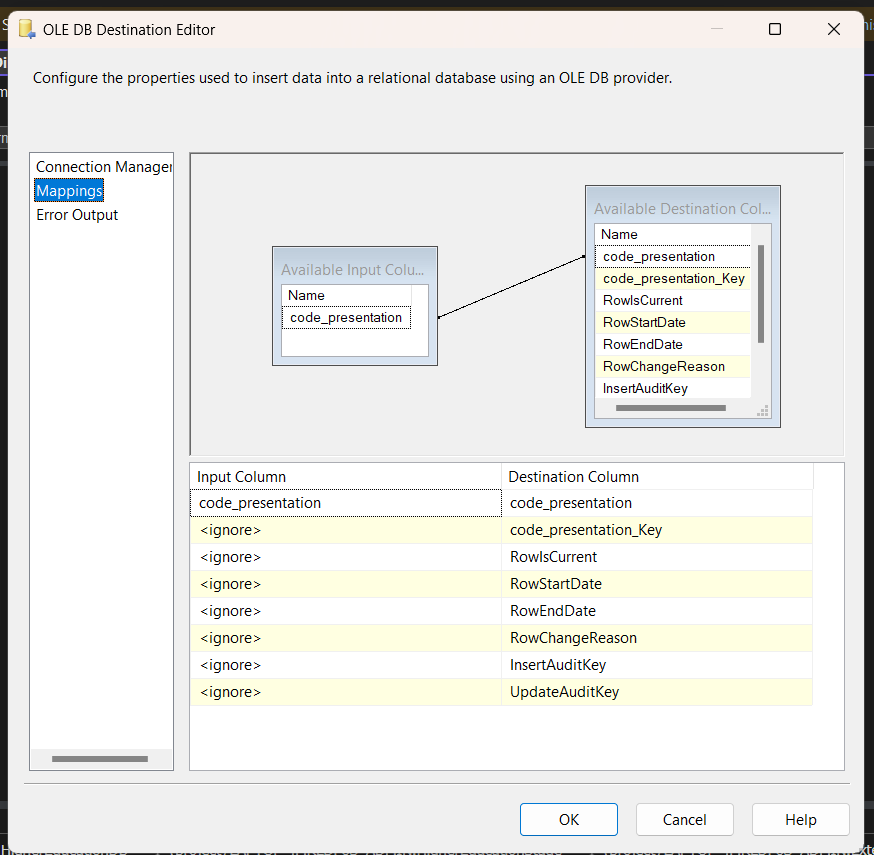 OLE DB Destination Editor
Configure the properties used to insert data into a relational database using an OLE DB provider.
Connection Manager
Mappings
Error Output
Available Input Colu...
Name
code_presentation
Available Destination Col...
Name
code_presentation
code_presentation_Key
RowIsCurrent
RowStartDate
RowEndDate
RowChangeReason
InsertAuditKey
Input Column Destination Column
code_presentation code_presentation
<ignore> code_presentation_Key
<ignore> RowIsCurrent
<ignore> RowStartDate
<ignore> RowEndDate
<ignore> RowChangeReason
<ignore> InsertAuditKey
<ignore> UpdateAuditKey
OK Cancel Help